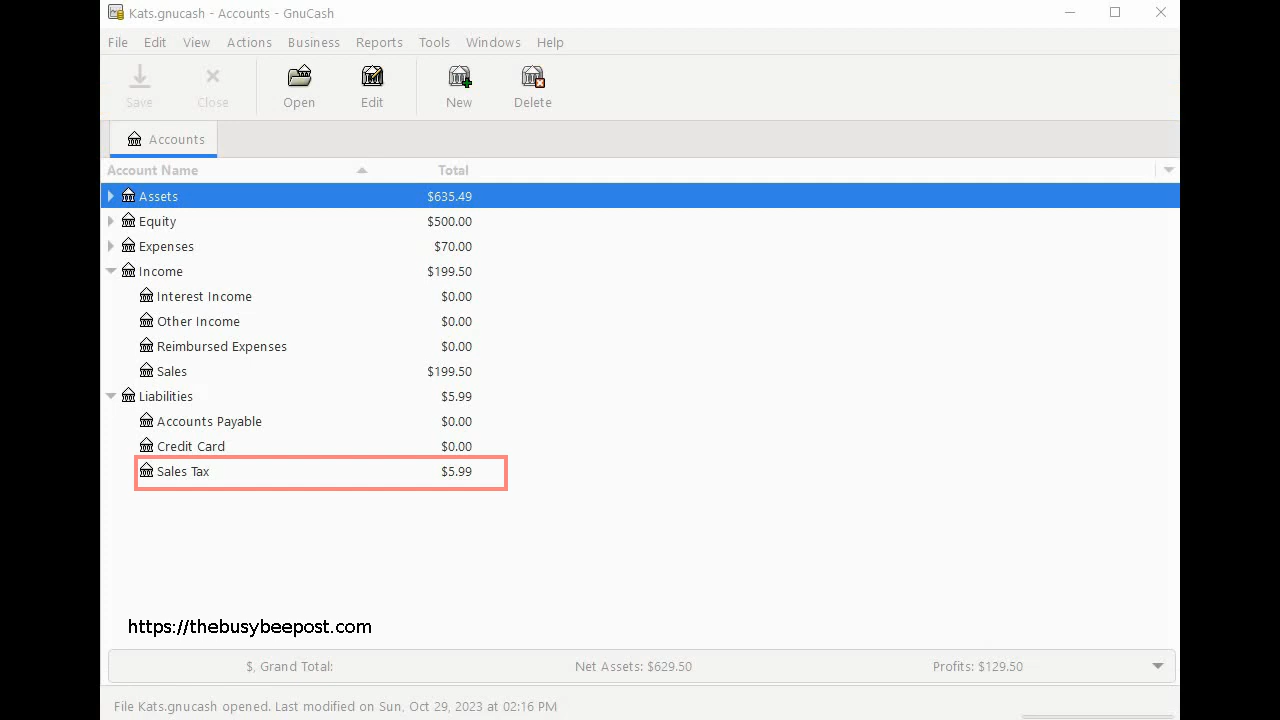 Kats.gnucash - Accounts - GnuCash
File Edit View Actions Business Reports Tools Windows Help
Save Close Open Edit New Delete
Accounts
Account Name Total
Assets $635.49
Equity $500.00
Expenses $70.00
Income $199.50
Interest Income $0.00
Other Income $0.00
Reimbursed Expenses $0.00
Sales $199.50
Liabilities $5.99
Accounts Payable $0.00
Credit Card $0.00
Sales Tax $5.99
https://thebusybeepost.com
$, Grand Total: Net Assets: $629.50 Profits: $129.50
File Kats.gnucash opened. Last modified on Sun, Oct 29, 2023 at 02:16 PM